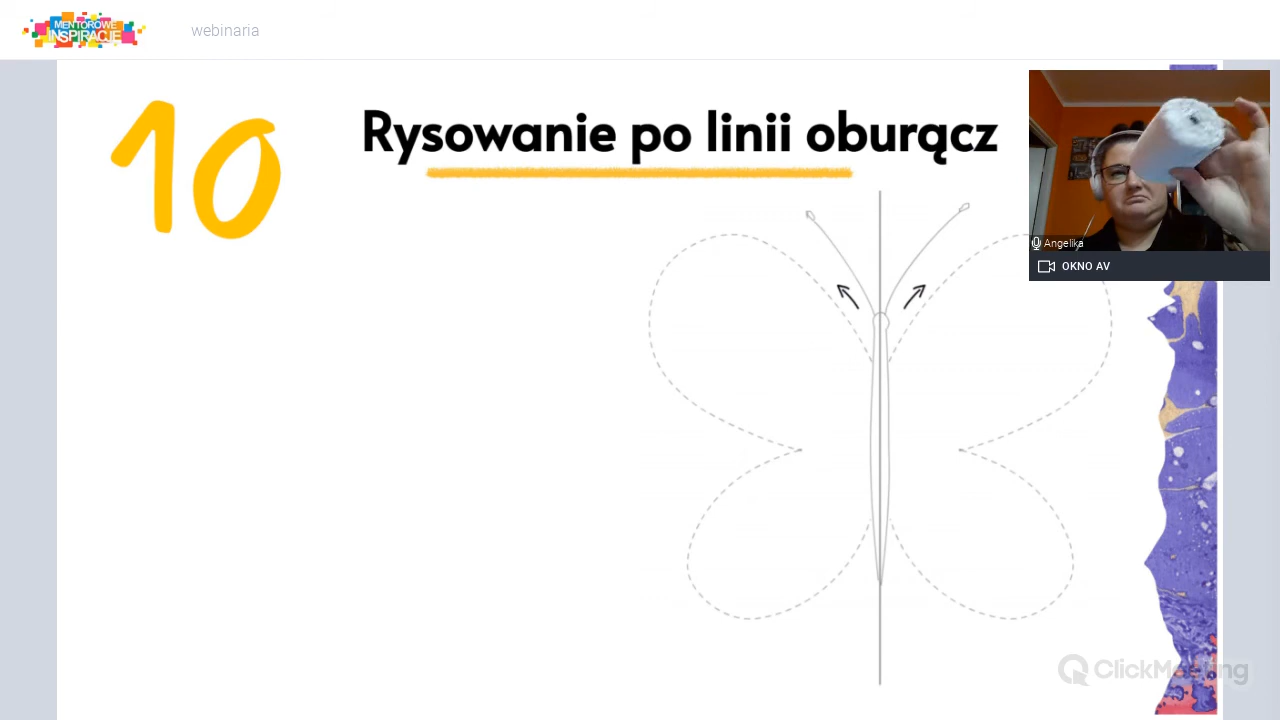 MENTOROWE
INSPIRACJE
webinaria
10
Rysowanie po linii oburącz
Angelika
OKNO AV
ClickMeeting